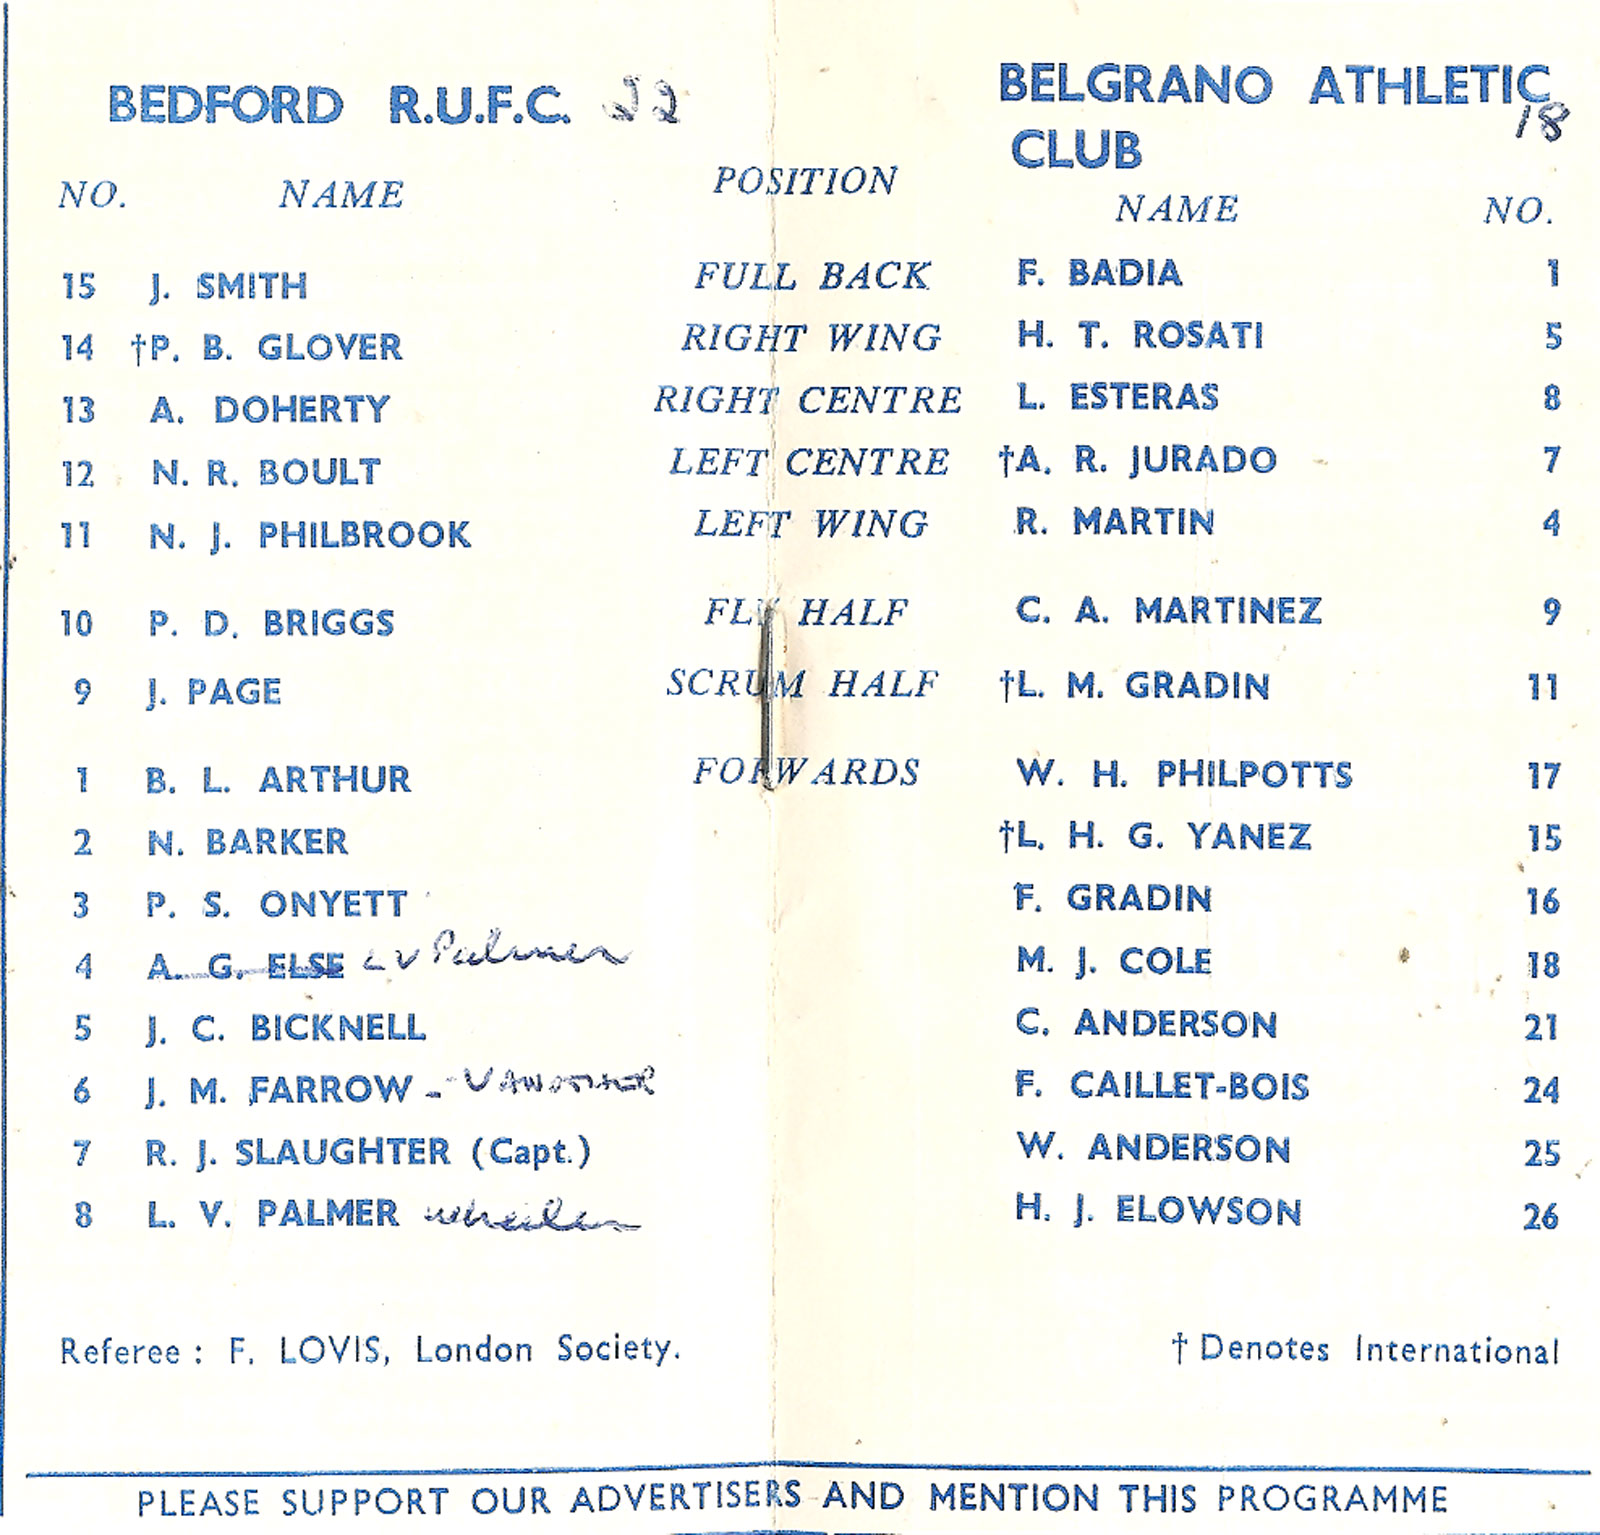 BEDFORD R.U.F.C. 22
BELGRANO ATHLETIC
CLUB 18
NO. NAME POSITION NAME NO.
15 J. SMITH FULL BACK F. BADIA 1
14 †P. B. GLOVER RIGHT WING H. T. ROSATI 5
13 A. DOHERTY RIGHT CENTRE L. ESTERAS 8
12 N. R. BOULT LEFT CENTRE †A. R. JURADO 7
11 N. J. PHILBROOK LEFT WING R. MARTIN 4
10 P. D. BRIGGS FLY HALF C. A. MARTINEZ 9
9 J. PAGE SCRUM HALF †L. M. GRADIN 11
1 B. L. ARTHUR FORWARDS W. H. PHILPOTTS 17
2 N. BARKER †L. H. G. YANEZ 15
3 P. S. ONYETT F. GRADIN 16
4 A. G. ELSE L V Palmer M. J. COLE 18
5 J. C. BICKNELL C. ANDERSON 21
6 J. M. FARROW - F. CAILLET-BOIS 24
7 R. J. SLAUGHTER (Capt.) W. ANDERSON 25
8 L. V. PALMER H. J. ELOWSON 26
Referee : F. LOVIS, London Society. † Denotes International
PLEASE SUPPORT OUR ADVERTISERS AND MENTION THIS PROGRAMME